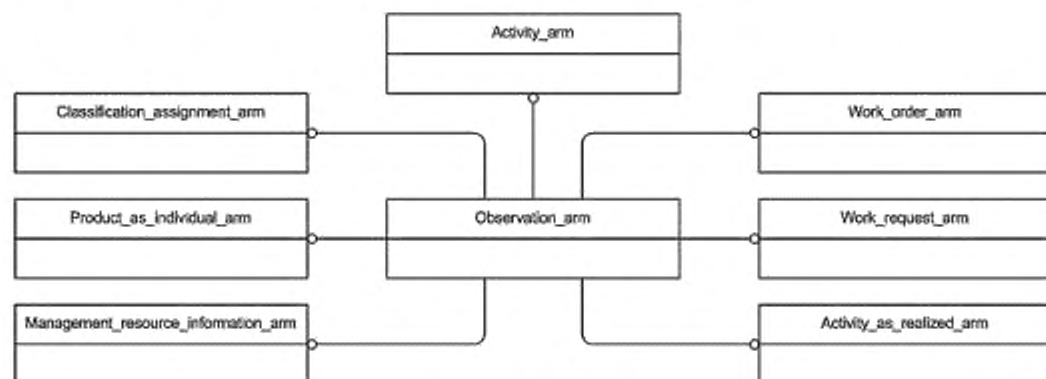 Activity_arm
Classification_assignment_arm
Work_order_arm
Product_as_individual_arm
Observation_arm
Work_request_arm
Management_resource_information_arm
Activity_as_realized_arm